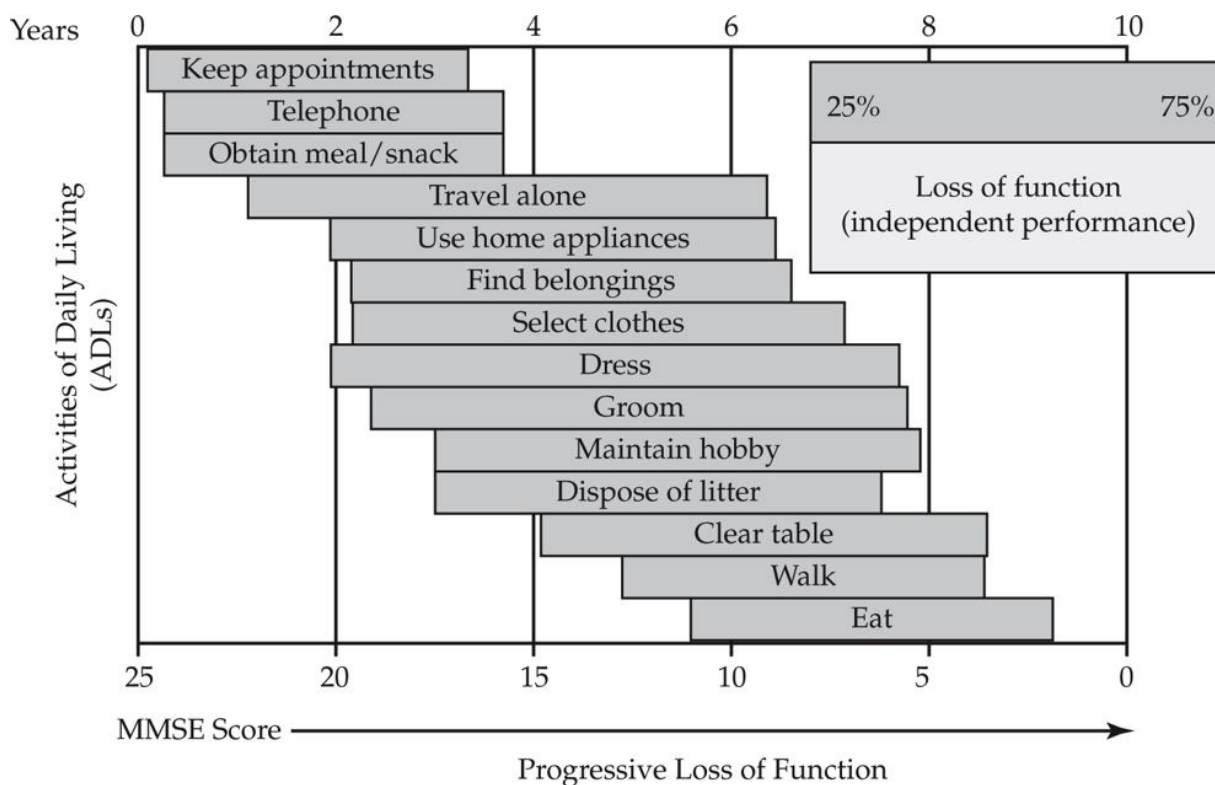 Years 0 2 4 6 8 10
Keep appointments
Telephone
Obtain meal/snack
Travel alone
Use home appliances
Find belongings
Select clothes
Dress
Groom
Maintain hobby
Dispose of litter
Clear table
Walk
Eat
25% 75%
Loss of function
(independent performance)
Activities of Daily Living
(ADLs)
25 20 15 10 5 0
MMSE Score
Progressive Loss of Function